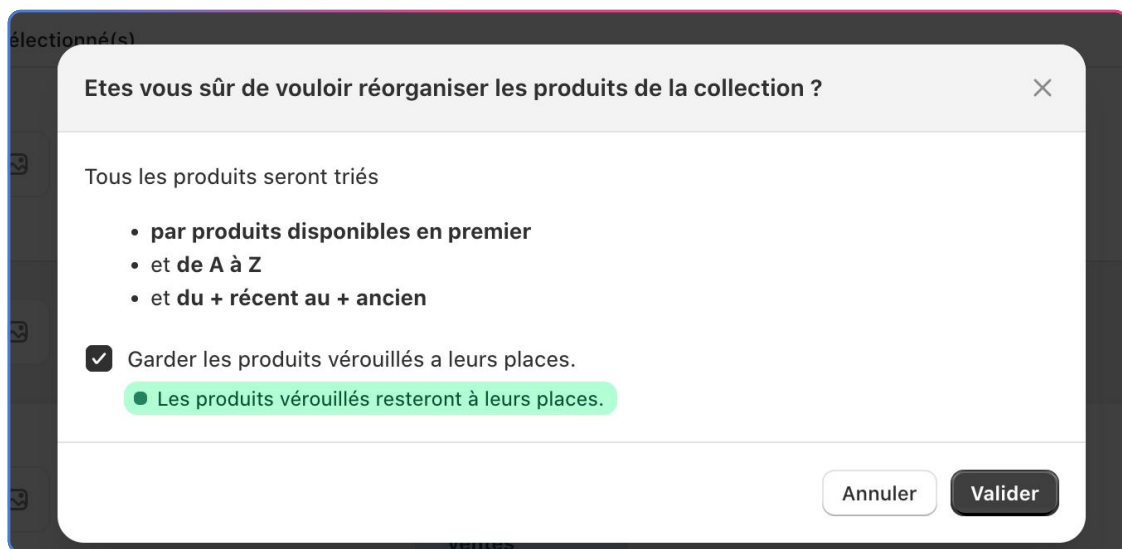 électionné(s)
Etes vous sûr de vouloir réorganiser les produits de la collection ?
Tous les produits seront triés
• par produits disponibles en premier
• et de A à Z
• et du + récent au + ancien
Garder les produits vérouillés a leurs places.
Les produits vérouillés resteront à leurs places.
Annuler Valider
ventes